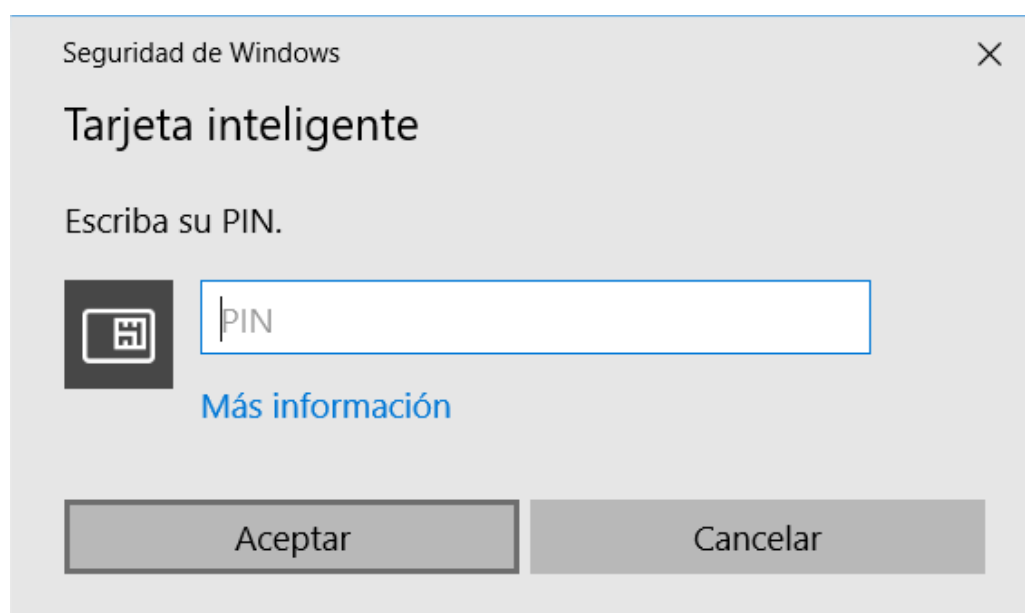 Seguridad de Windows
Tarjeta inteligente
Escriba su PIN.
PIN
Más información
Aceptar
Cancelar